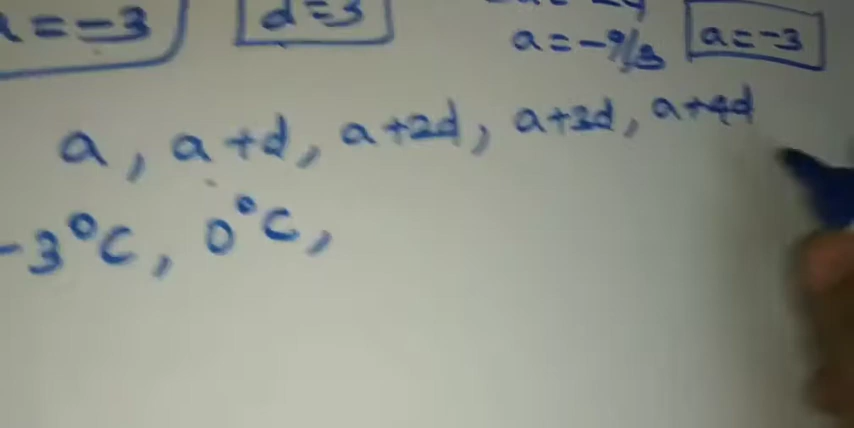 a = -3
d = 3
a = -9/3 a = -3
a, a+d, a+2d, a+3d, a+4d
-3°C, 0°C,